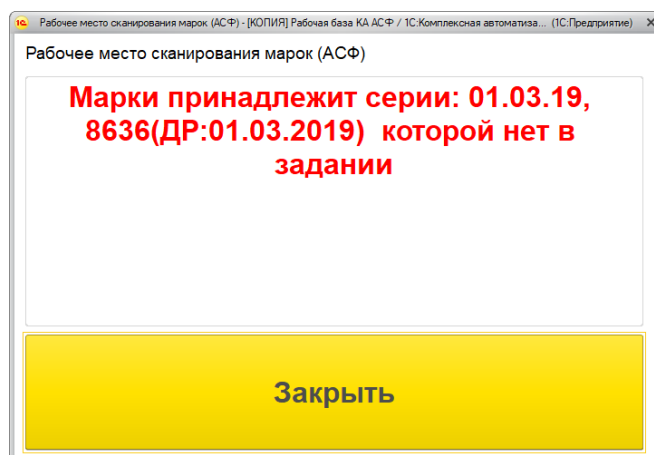 Рабочее место сканирования марок (АСФ) - [КОПИЯ] Рабочая база КА АСФ / 1С:Комплексная автоматиза... (1С:Предприятие)
Рабочее место сканирования марок (АСФ)
Марки принадлежит серии: 01.03.19,
8636(ДР:01.03.2019) которой нет в
задании
Закрыть